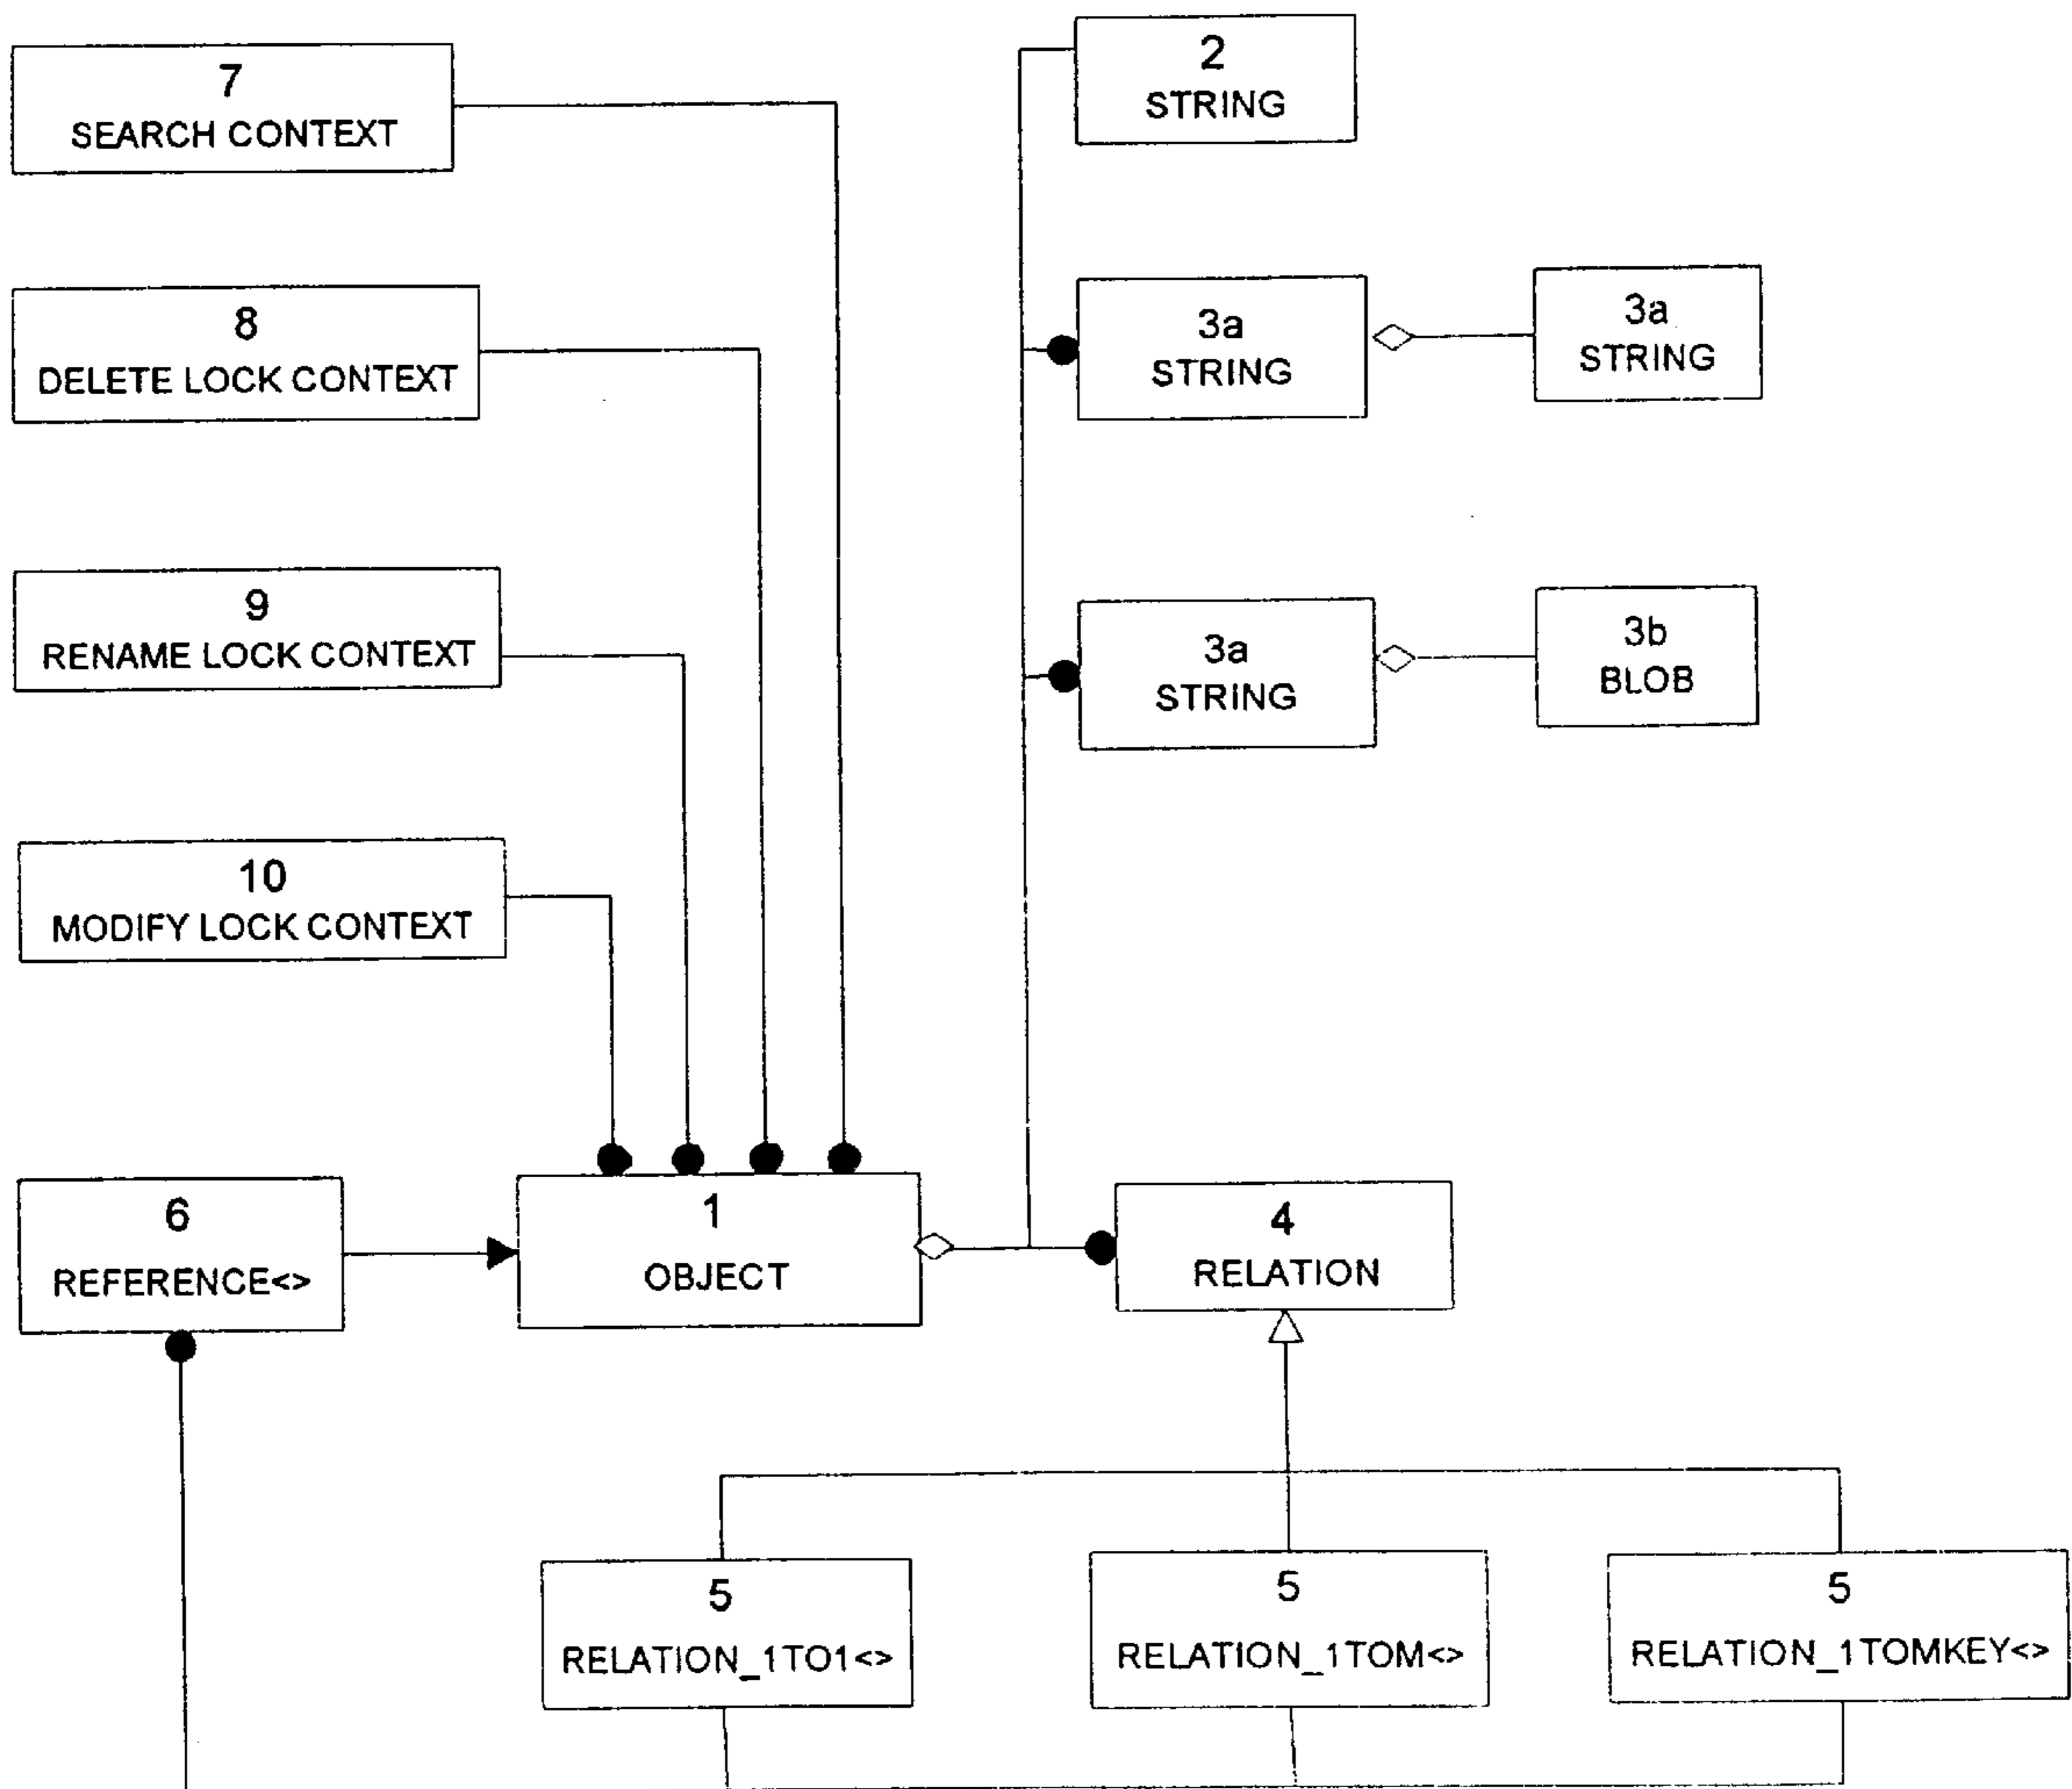 7
SEARCH CONTEXT
2
STRING
8
DELETE LOCK CONTEXT
3a
STRING
3a
STRING
9
RENAME LOCK CONTEXT
3a
STRING
3b
BLOB
10
MODIFY LOCK CONTEXT
6
REFERENCE<>
1
OBJECT
4
RELATION
5
RELATION_1TO1<>
5
RELATION_1TOM<>
5
RELATION_1TOMKEY<>